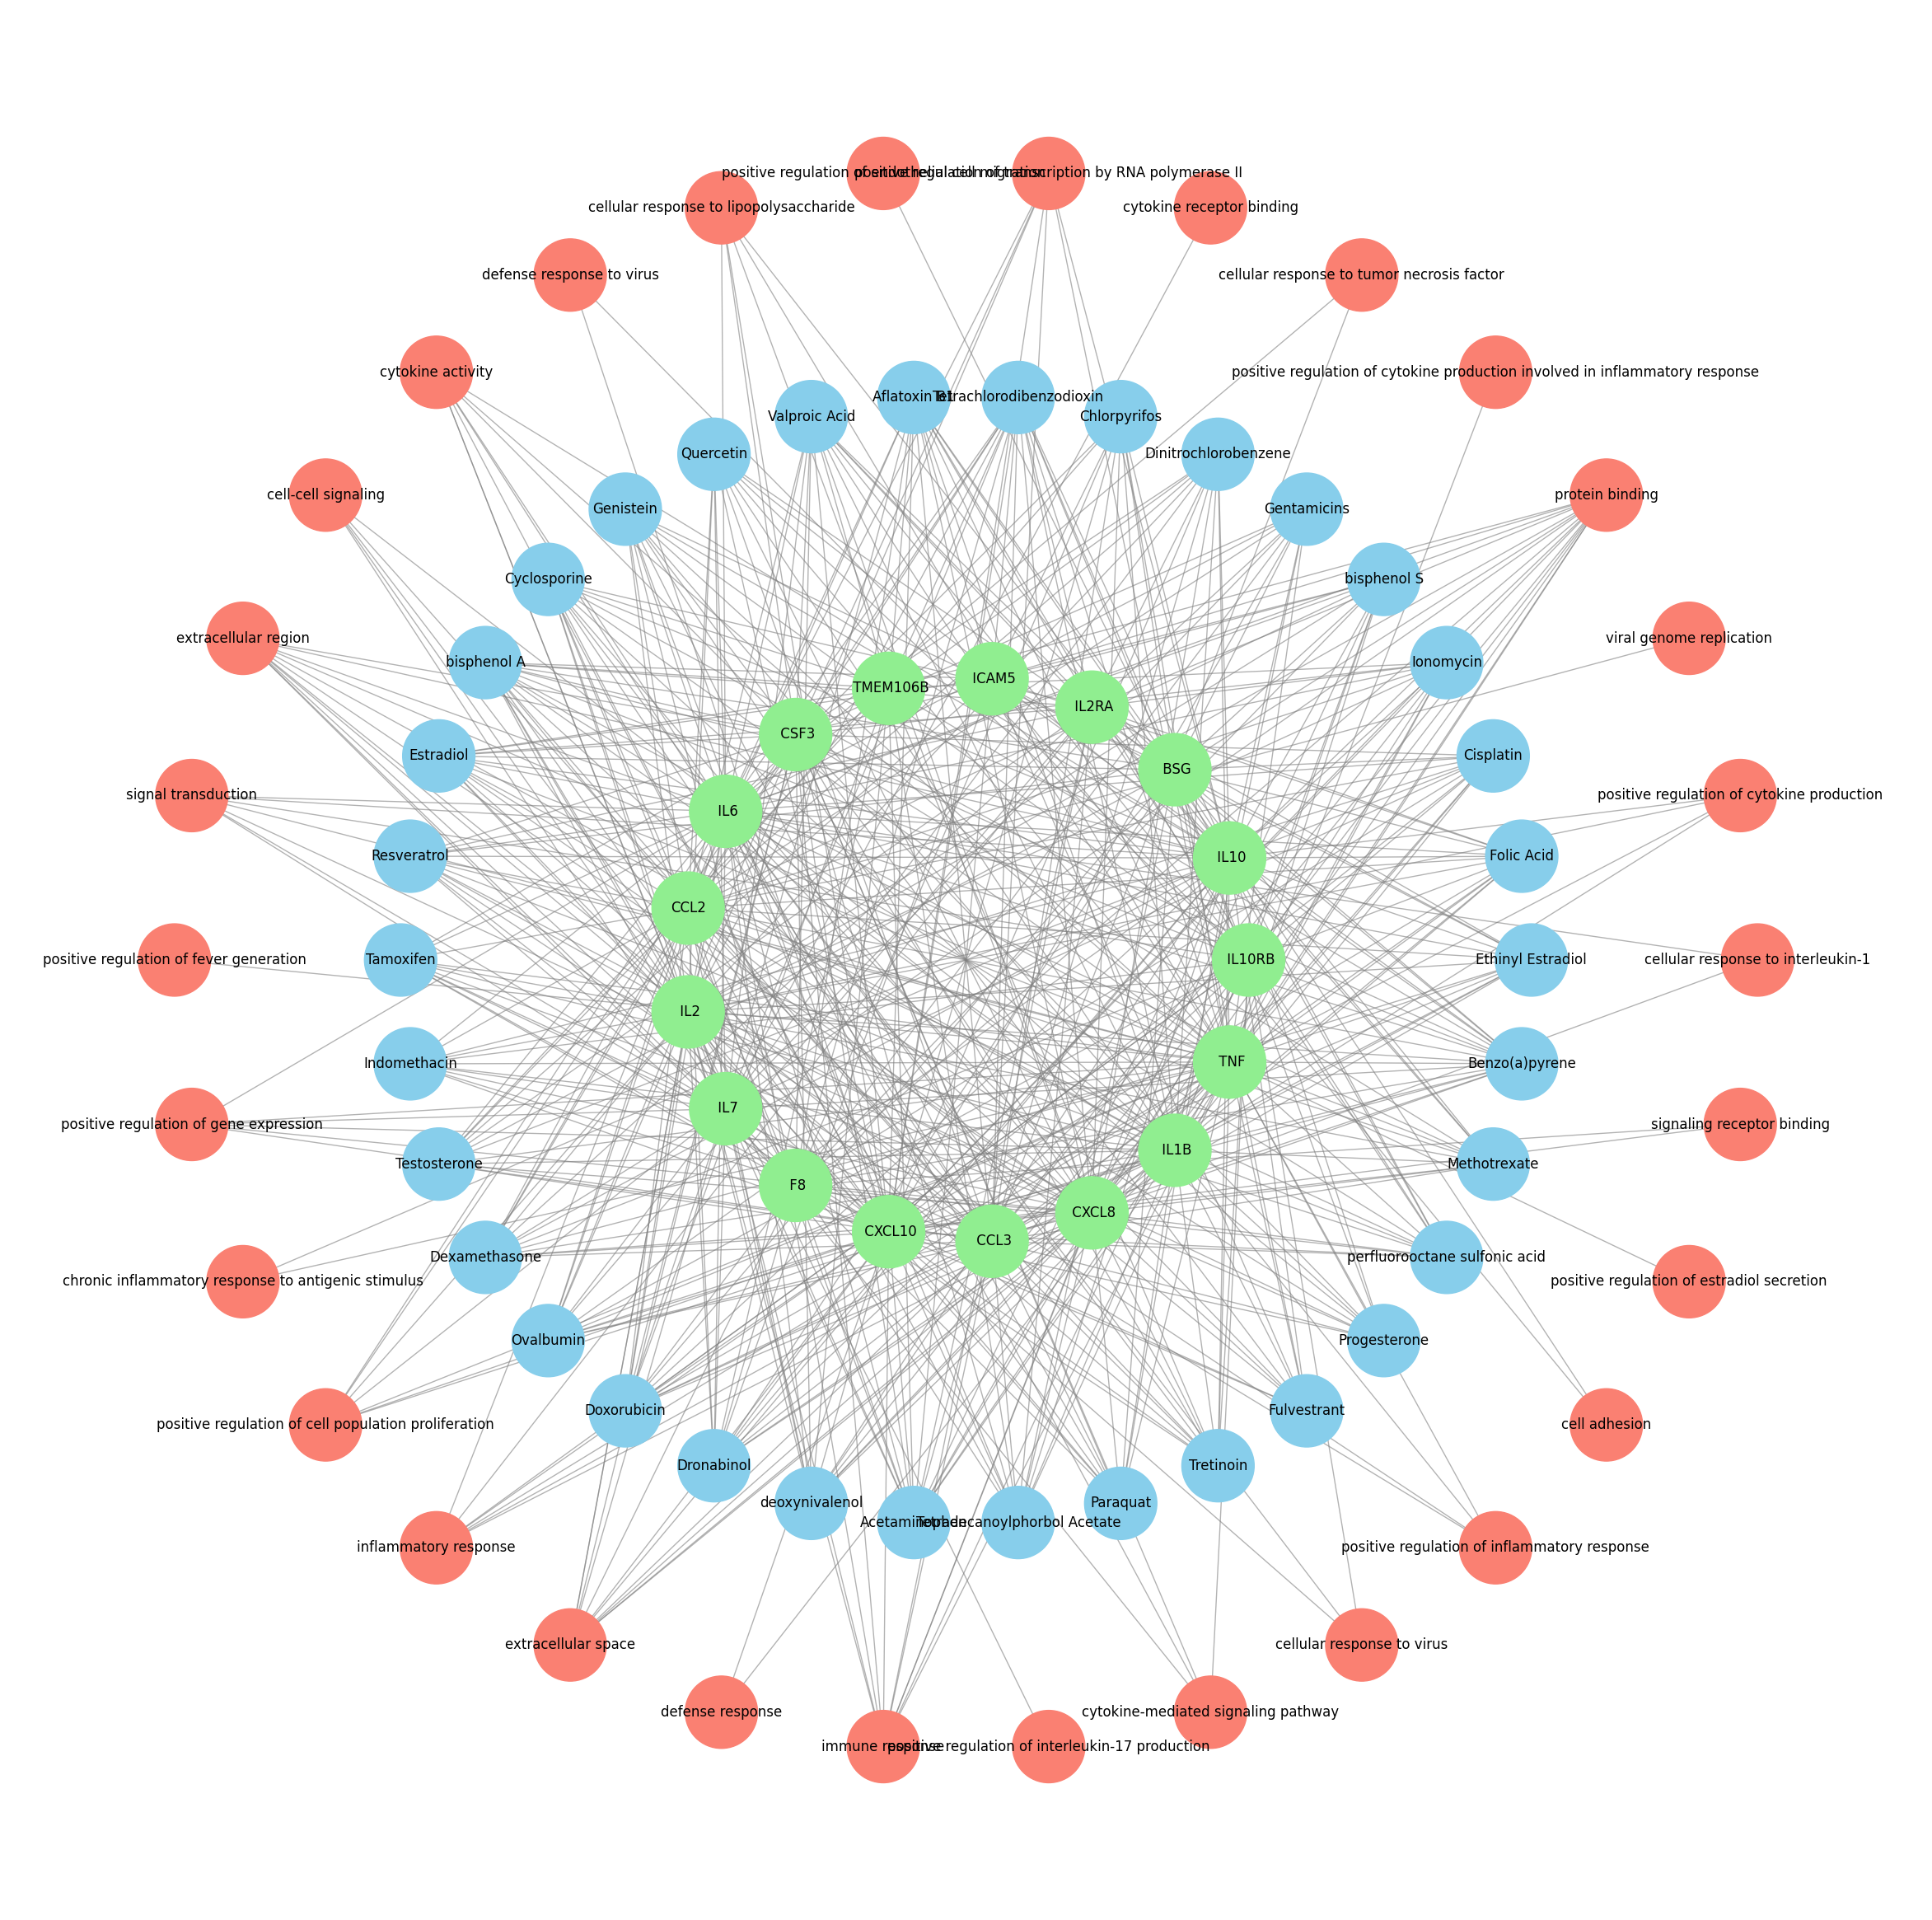 positive regulation of endothelial cell migration
positive regulation of transcription by RNA polymerase II
cellular response to lipopolysaccharide
cytokine receptor binding
defense response to virus
cellular response to tumor necrosis factor
cytokine activity
positive regulation of cytokine production involved in inflammatory response
Aflatoxin B1
Tetrachlorodibenzodioxin
Valproic Acid
Chlorpyrifos
Quercetin
Dinitrochlorobenzene
cell-cell signaling
protein binding
Genistein
Gentamicins
Cyclosporine
bisphenol S
extracellular region
viral genome replication
bisphenol A
Ionomycin
ICAM5
TMEM106B
IL2RA
CSF3
Estradiol
Cisplatin
BSG
signal transduction
positive regulation of cytokine production
IL6
Resveratrol
IL10
Folic Acid
CCL2
positive regulation of fever generation
Tamoxifen
IL10RB
Ethinyl Estradiol
cellular response to interleukin-1
IL2
Indomethacin
TNF
Benzo(a)pyrene
IL7
positive regulation of gene expression
signaling receptor binding
IL1B
Testosterone
Methotrexate
F8
CXCL8
CXCL10
CCL3
Dexamethasone
perfluorooctane sulfonic acid
chronic inflammatory response to antigenic stimulus
positive regulation of estradiol secretion
Ovalbumin
Progesterone
Doxorubicin
Fulvestrant
positive regulation of cell population proliferation
cell adhesion
Dronabinol
Tretinoin
deoxynivalenol
Paraquat
Acetaminophen
Tetradecanoylphorbol Acetate
inflammatory response
positive regulation of inflammatory response
extracellular space
cellular response to virus
defense response
cytokine-mediated signaling pathway
immune response
positive regulation of interleukin-17 production